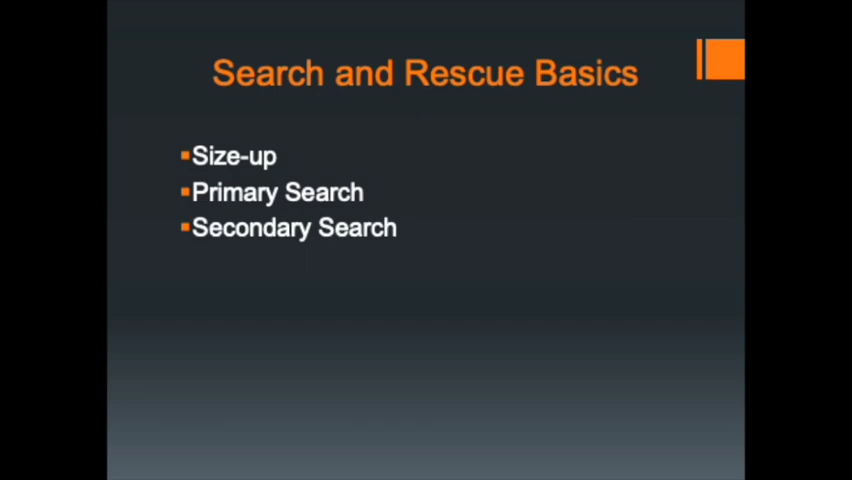 Search and Rescue Basics
Size-up
Primary Search
Secondary Search